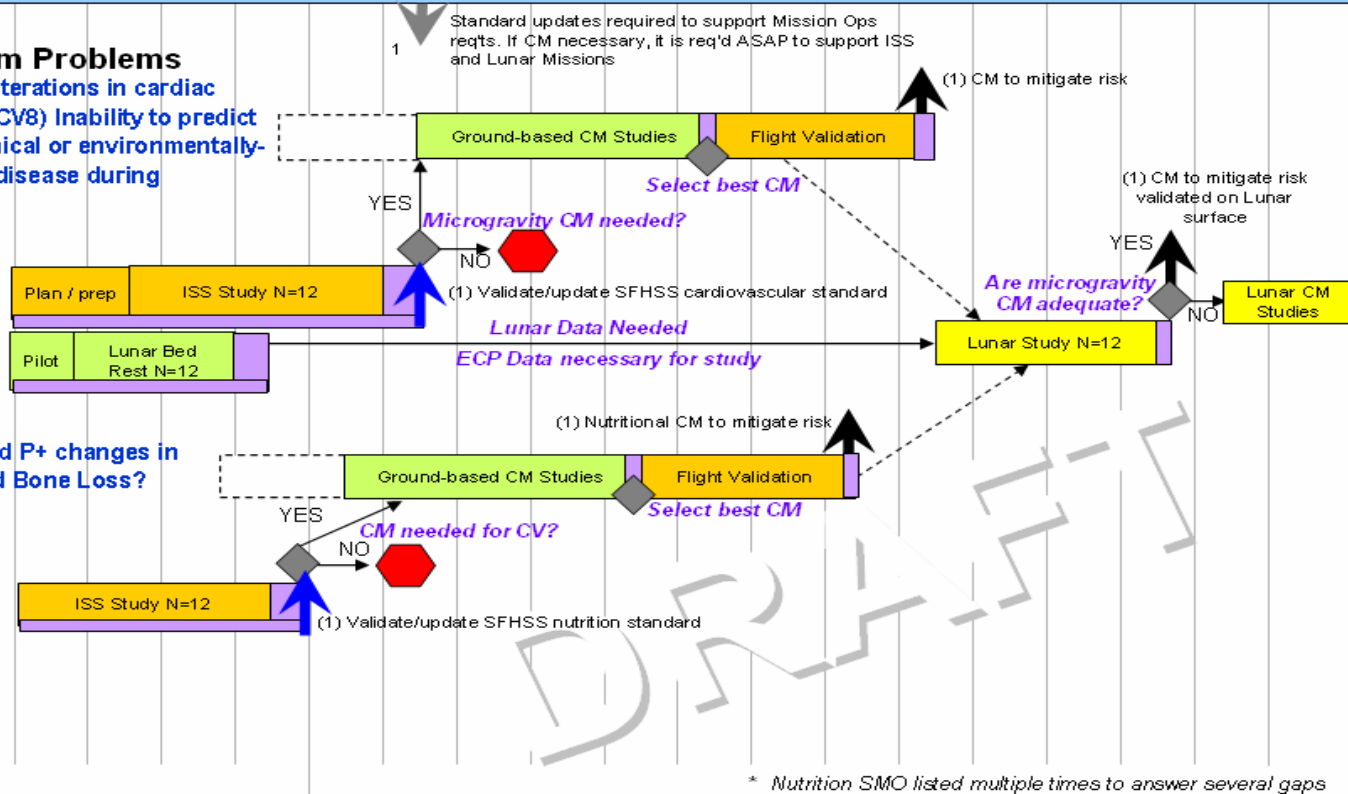 Standard updates required to support Mission Ops
req'ts. If CM necessary, it is req'd ASAP to support ISS
and Lunar Missions
1
m Problems
terations in cardiac
CV8) Inability to predict
nical or environmentally-
disease during
(1) CM to mitigate risk
Ground-based CM Studies
Flight Validation
Select best CM
YES
Microgravity CM needed?
NO
(1) CM to mitigate risk
validated on Lunar
surface
YES
Are microgravity
CM adequate?
NO
Lunar CM
Studies
Plan / prep
ISS Study N=12
(1) Validate/update SFHSS cardiovascular standard
Lunar Data Needed
ECP Data necessary for study
Pilot
Lunar Bed
Rest N=12
Lunar Study N=12
(1) Nutritional CM to mitigate risk
d P+ changes in
d Bone Loss?
Ground-based CM Studies
Flight Validation
Select best CM
YES
CM needed for CV?
NO
ISS Study N=12
(1) Validate/update SFHSS nutrition standard
DRAFT
* Nutrition SMO listed multiple times to answer several gaps